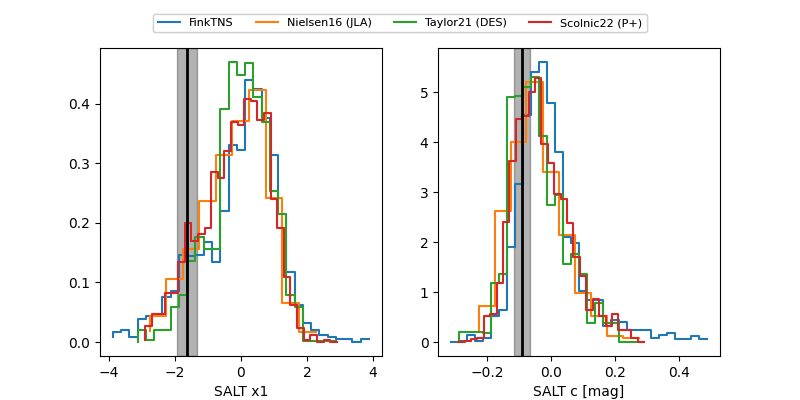 FinkTNS Nielsen16 (JLA) Taylor21 (DES) Scolnic22 (P+)
0.4
0.3
0.2
0.1
0.0
−4 −2 0 2 4
SALT x1
5
4
3
2
1
0
−0.2 0.0 0.2 0.4
SALT c [mag]